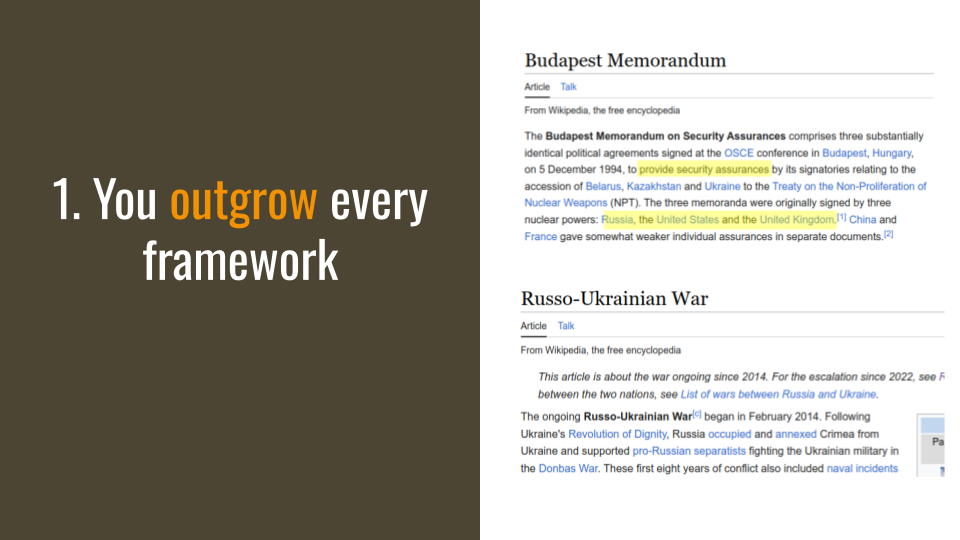 1. You outgrow every
framework
Budapest Memorandum
Article Talk
From Wikipedia, the free encyclopedia
The Budapest Memorandum on Security Assurances comprises three substantially
identical political agreements signed at the OSCE conference in Budapest, Hungary,
on 5 December 1994, to provide security assurances by its signatories relating to the
accession of Belarus, Kazakhstan and Ukraine to the Treaty on the Non-Proliferation of
Nuclear Weapons (NPT). The three memoranda were originally signed by three
nuclear powers: Russia, the United States and the United Kingdom.[1] China and
France gave somewhat weaker individual assurances in separate documents.[2]
Russo-Ukrainian War
Article Talk
From Wikipedia, the free encyclopedia
This article is about the war ongoing since 2014. For the escalation since 2022, see
between the two nations, see List of wars between Russia and Ukraine.
The ongoing Russo-Ukrainian War[c] began in February 2014. Following
Ukraine's Revolution of Dignity, Russia occupied and annexed Crimea from
Pa
Ukraine and supported pro-Russian separatists fighting the Ukrainian military in
the Donbas War. These first eight years of conflict also included naval incidents